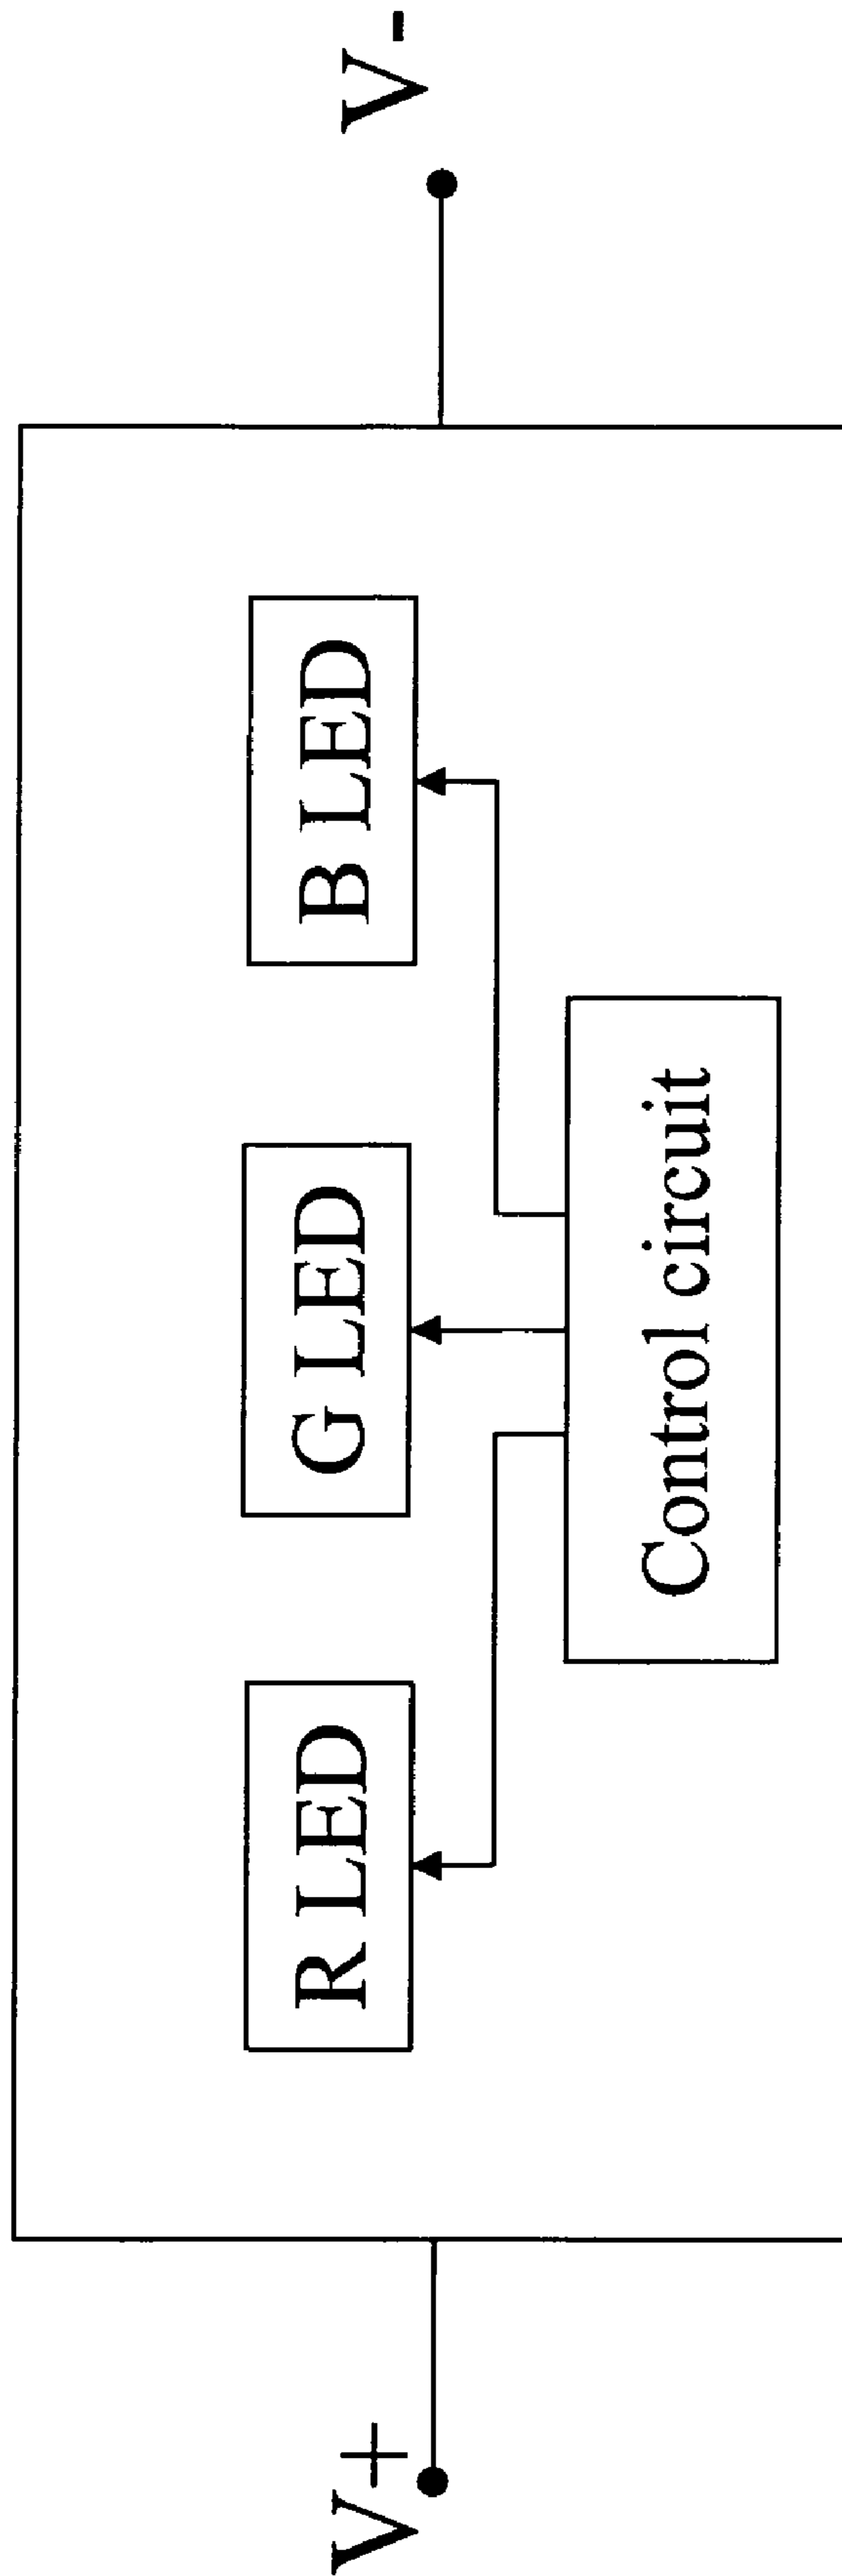 R LED
G LED
B LED
V+
V-
Control circuit